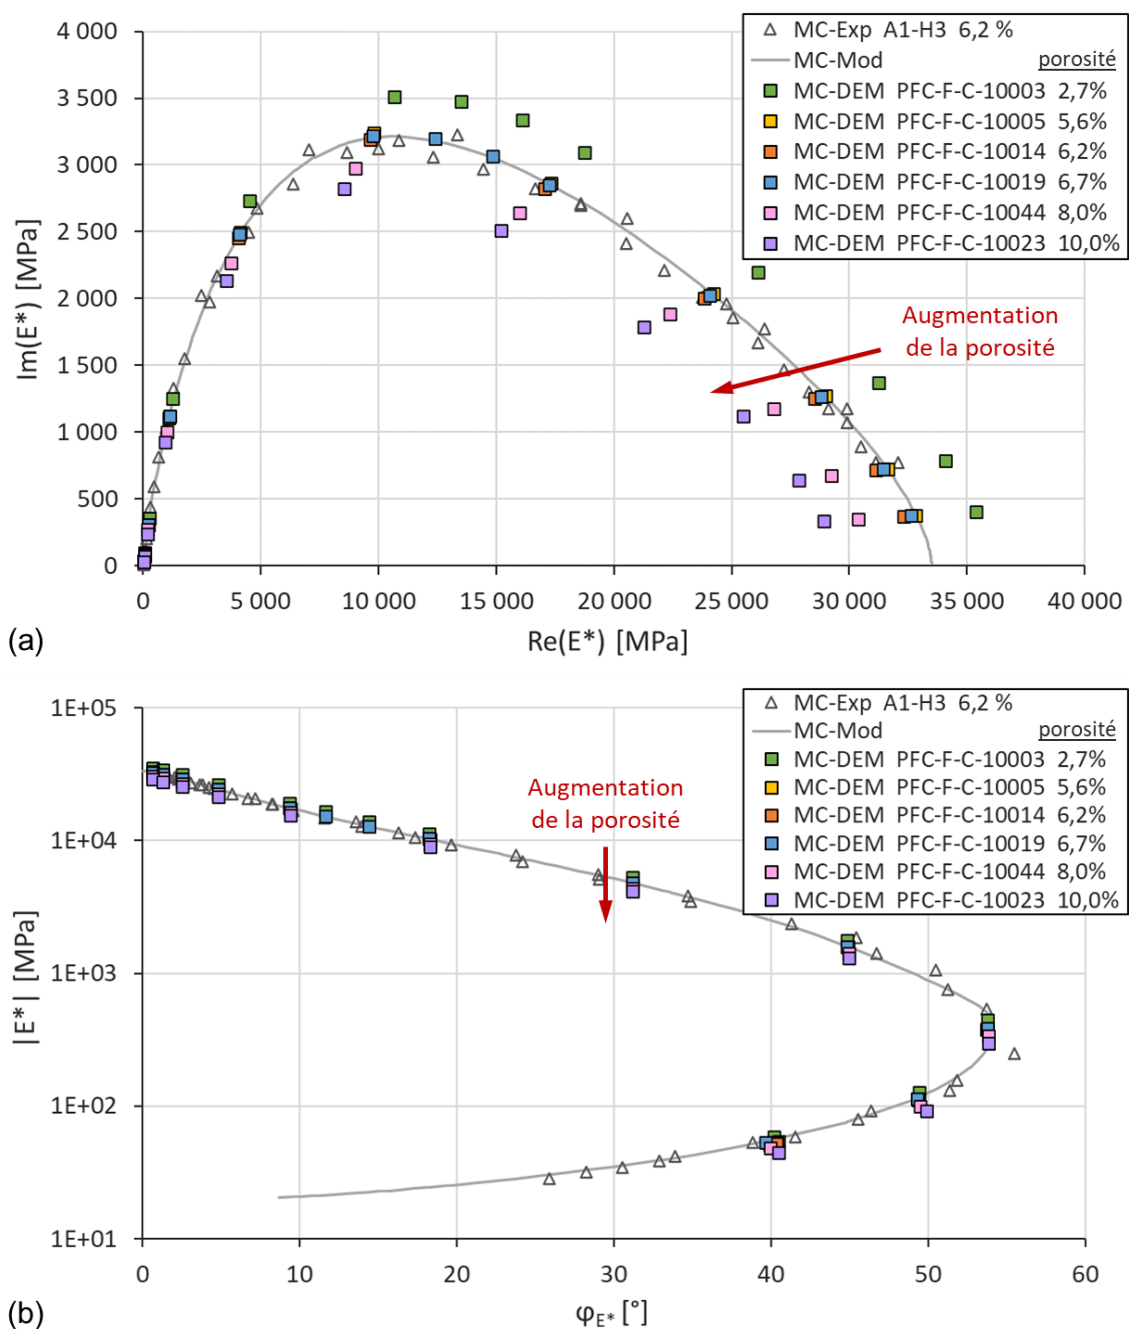 4 000
3 500
3 000
2 500
2 000
1 500
1 000
500
0
Im(E*) [MPa]
MC-Exp A1-H3 6,2 %
MC-Mod porosité
MC-DEM PFC-F-C-10003 2,7%
MC-DEM PFC-F-C-10005 5,6%
MC-DEM PFC-F-C-10014 6,2%
MC-DEM PFC-F-C-10019 6,7%
MC-DEM PFC-F-C-10044 8,0%
MC-DEM PFC-F-C-10023 10,0%
Augmentation
de la porosité
0 5 000 10 000 15 000 20 000 25 000 30 000 35 000 40 000
(a)
Re(E*) [MPa]
1E+05
1E+04
1E+03
1E+02
1E+01
|E*| [MPa]
MC-Exp A1-H3 6,2 %
MC-Mod porosité
MC-DEM PFC-F-C-10003 2,7%
MC-DEM PFC-F-C-10005 5,6%
MC-DEM PFC-F-C-10014 6,2%
MC-DEM PFC-F-C-10019 6,7%
MC-DEM PFC-F-C-10044 8,0%
MC-DEM PFC-F-C-10023 10,0%
Augmentation
de la porosité
0 10 20 30 40 50 60
(b)
φE* [°]